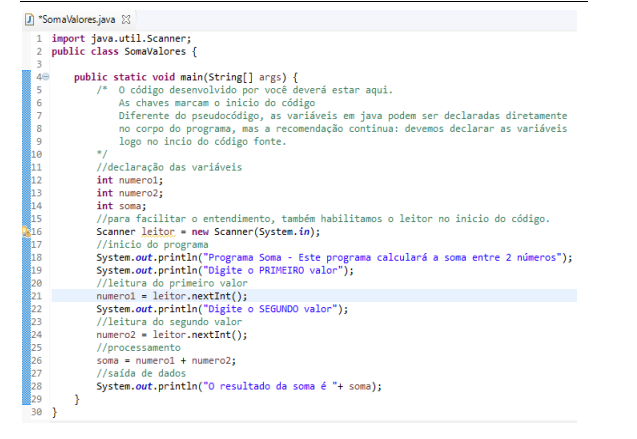 *SomaValores.java
1 import java.util.Scanner;
2 public class SomaValores {
3
4 public static void main(String[] args) {
5 /* O código desenvolvido por você deverá estar aqui.
6 As chaves marcam o inicio do código
7 Diferente do pseudocódigo, as variáveis em java podem ser declaradas diretamente
8 no corpo do programa, mas a recomendação continua: devemos declarar as variáveis
9 logo no incio do código fonte.
10 */
11 //declaração das variáveis
12 int numero1;
13 int numero2;
14 int soma;
15 //para facilitar o entendimento, também habilitamos o leitor no inicio do código.
16 Scanner leitor = new Scanner(System.in);
17 //inicio do programa
18 System.out.println("Programa Soma - Este programa calculará a soma entre 2 números");
19 System.out.println("Digite o PRIMEIRO valor");
20 //leitura do primeiro valor
21 numero1 = leitor.nextInt();
22 System.out.println("Digite o SEGUNDO valor");
23 //leitura do segundo valor
24 numero2 = leitor.nextInt();
25 //processamento
26 soma = numero1 + numero2;
27 //saída de dados
28 System.out.println("O resultado da soma é "+ soma);
29 }
30 }